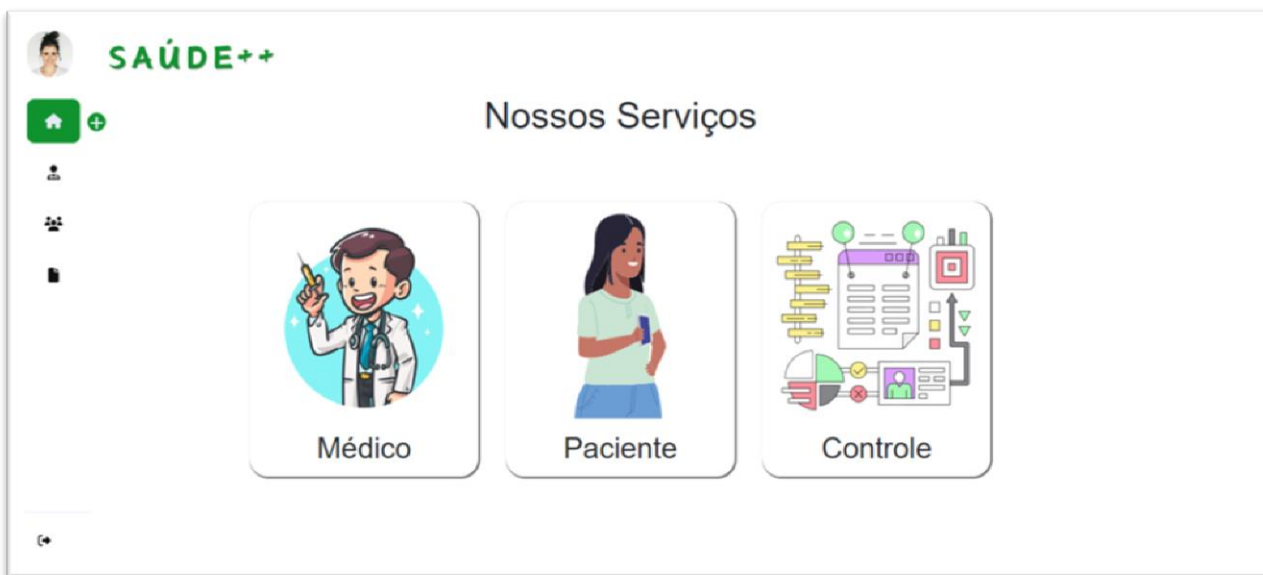 SAÚDE++
Nossos Serviços
Médico
Paciente
Controle